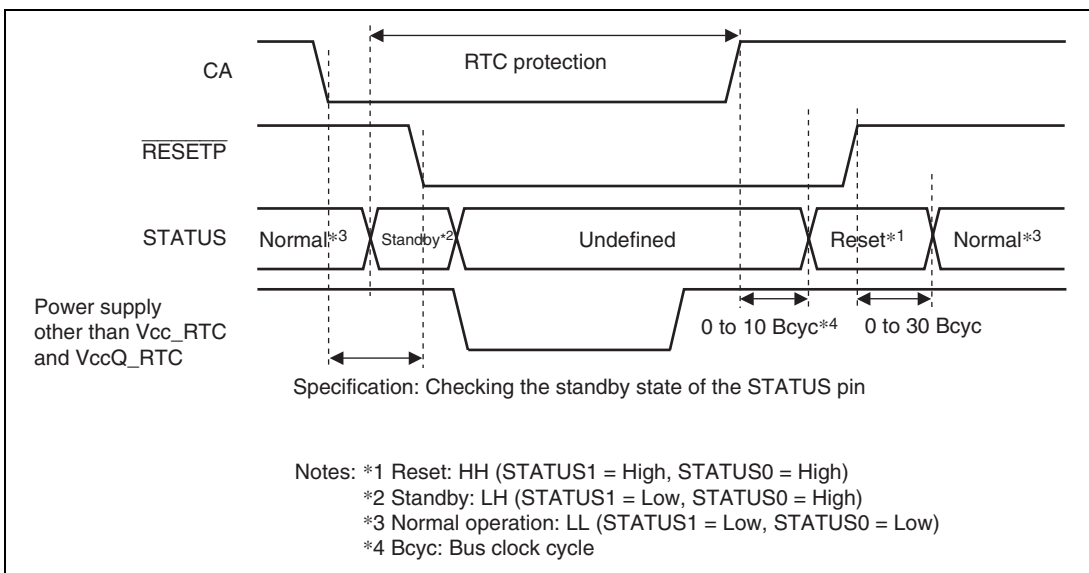 CA
RTC protection
RESETP
STATUS
Normal*3
Standby*2
Undefined
Reset*1
Normal*3
Power supply
other than Vcc_RTC
and VccQ_RTC
0 to 10 Bcyc*4
0 to 30 Bcyc
Specification: Checking the standby state of the STATUS pin
Notes: *1 Reset: HH (STATUS1 = High, STATUS0 = High)
*2 Standby: LH (STATUS1 = Low, STATUS0 = High)
*3 Normal operation: LL (STATUS1 = Low, STATUS0 = Low)
*4 Bcyc: Bus clock cycle